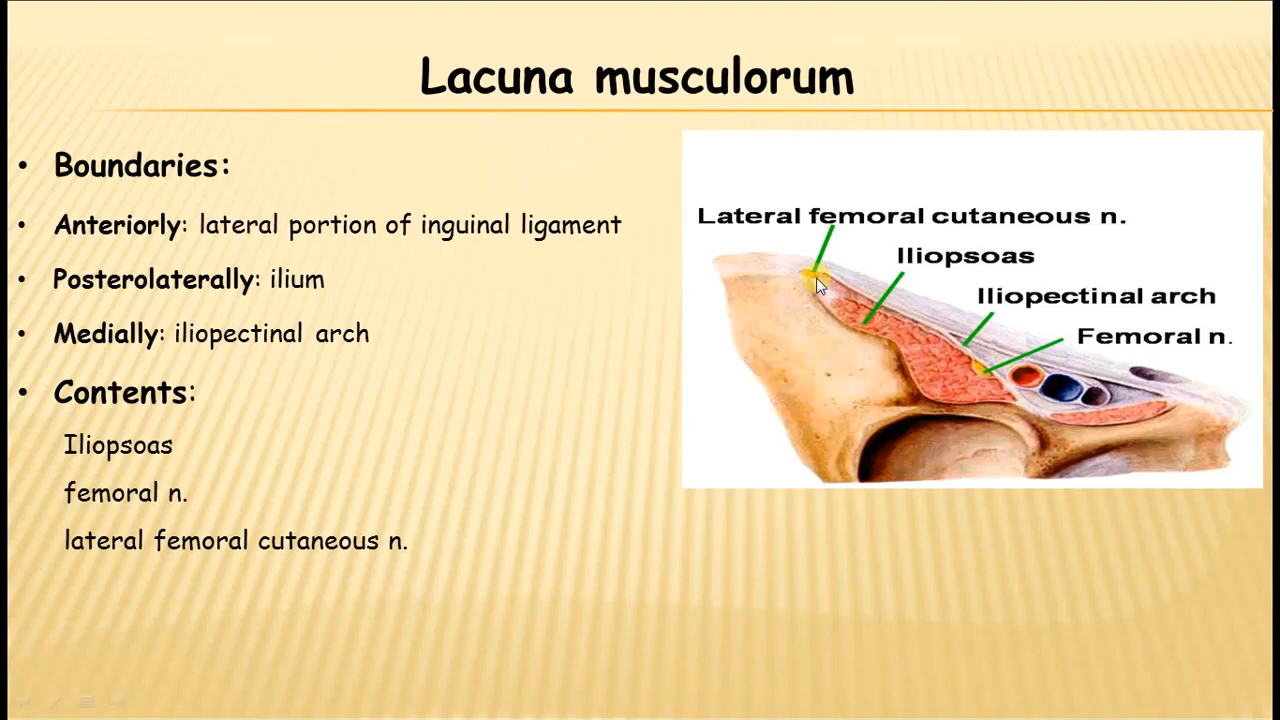 Lacuna musculorum
• Boundaries:
• Anteriorly: lateral portion of inguinal ligament
• Posterolaterally: ilium
• Medially: iliopectinal arch
• Contents:
Iliopsoas
femoral n.
lateral femoral cutaneous n.
Lateral femoral cutaneous n.
Iliopsoas
Iliopectinal arch
Femoral n.